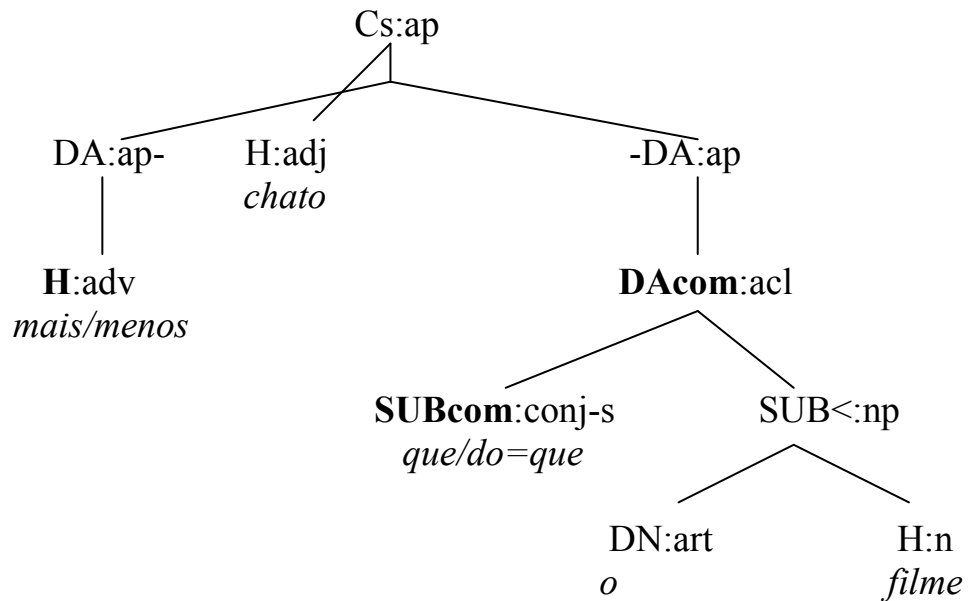 Cs:ap
DA:ap- H:adj -DA:ap
chato
H:adv DAcom:acl
mais/menos
SUBcom:conj-s SUB<:np
que/do=que
DN:art H:n
o filme